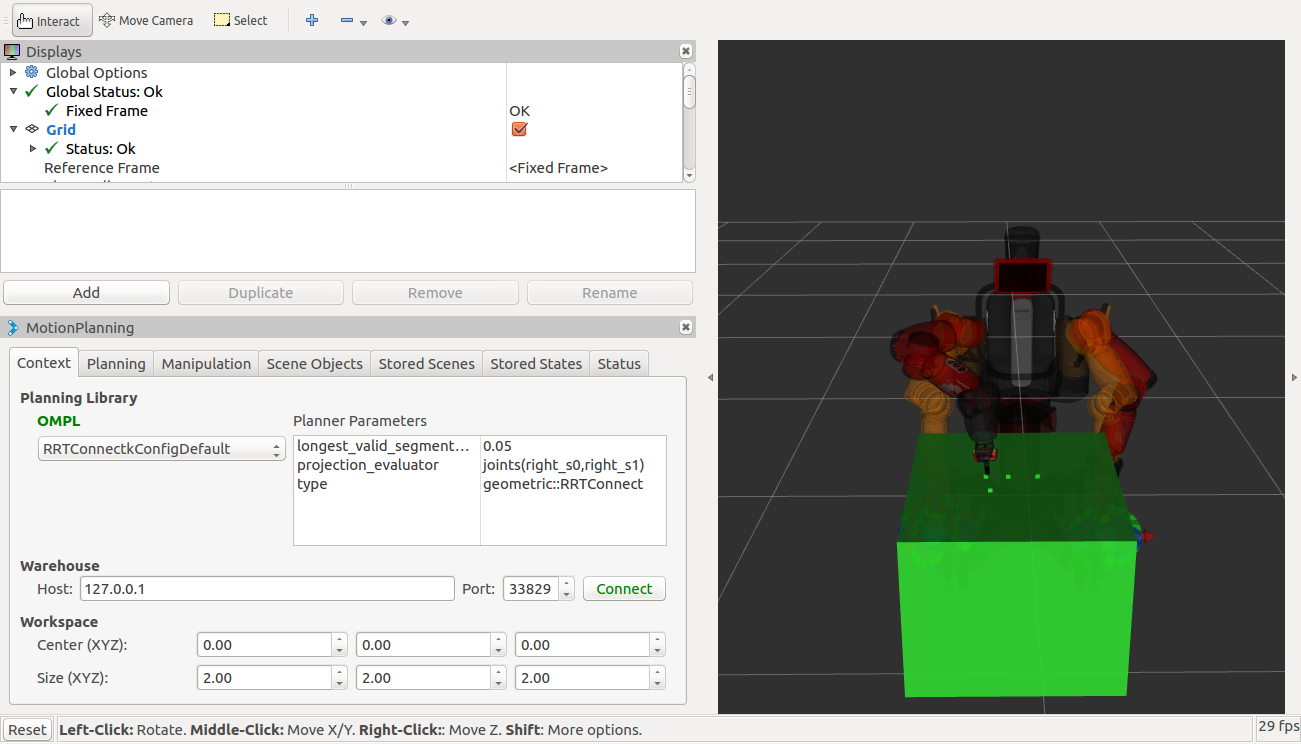 Interact Move Camera Select
Displays
Global Options
Global Status: Ok
Fixed Frame OK
Grid
Status: Ok
Reference Frame <Fixed Frame>
Add Duplicate Remove Rename
MotionPlanning
Context Planning Manipulation Scene Objects Stored Scenes Stored States Status
Planning Library
OMPL Planner Parameters
RRTConnectkConfigDefault
longest_valid_segment... 0.05
projection_evaluator joints(right_s0,right_s1)
type geometric::RRTConnect
Warehouse
Host: 127.0.0.1 Port: 33829 Connect
Workspace
Center (XYZ): 0.00 0.00 0.00
Size (XYZ): 2.00 2.00 2.00
Reset Left-Click: Rotate. Middle-Click: Move X/Y. Right-Click:: Move Z. Shift: More options. 29 fps